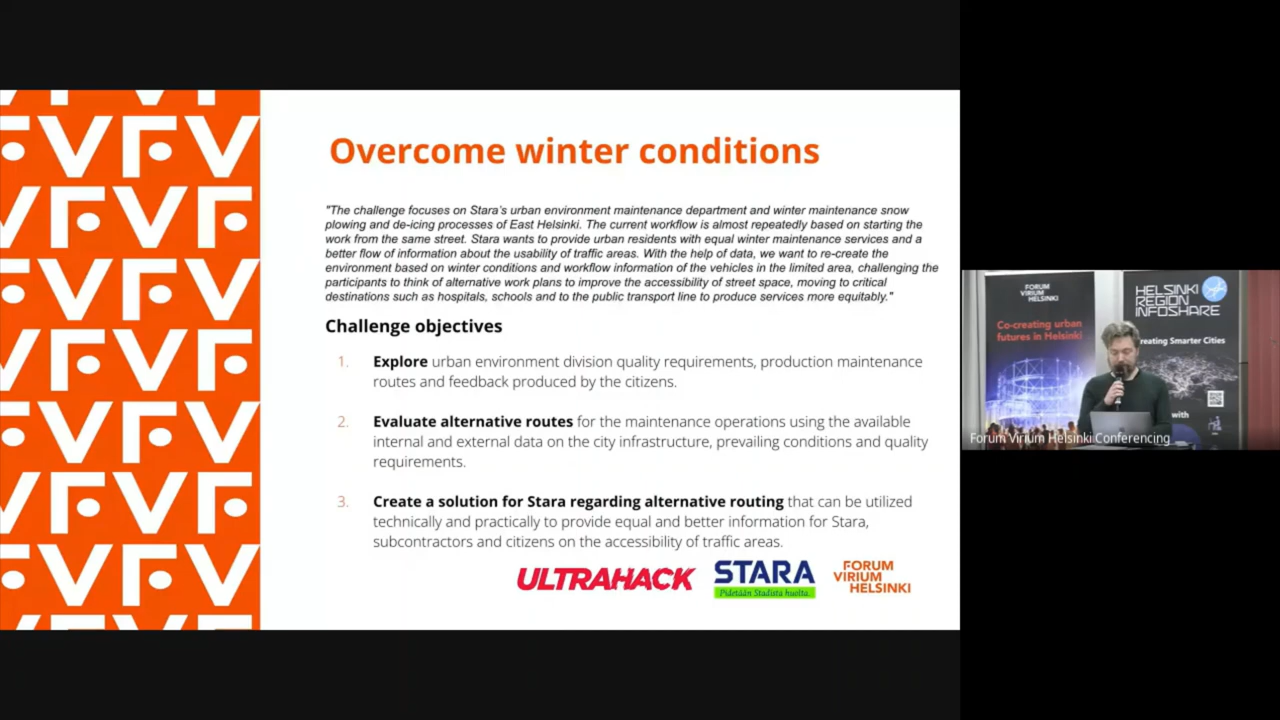 Overcome winter conditions
"The challenge focuses on Stara's urban environment maintenance department and winter maintenance snow
plowing and de-icing processes of East Helsinki. The current workflow is almost repeatedly based on starting the
work from the same street. Stara wants to provide urban residents with equal winter maintenance services and a
better flow of information about the usability of traffic areas. With the help of data, we want to re-create the
environment based on winter conditions and workflow information of the vehicles in the limited area, challenging the
participants to think of alternative work plans to improve the accessibility of street space, moving to critical
destinations such as hospitals, schools and to the public transport line to produce services more equitably."
Challenge objectives
1. Explore urban environment division quality requirements, production maintenance
routes and feedback produced by the citizens.
2. Evaluate alternative routes for the maintenance operations using the available
internal and external data on the city infrastructure, prevailing conditions and quality
requirements.
3. Create a solution for Stara regarding alternative routing that can be utilized
technically and practically to provide equal and better information for Stara,
subcontractors and citizens on the accessibility of traffic areas.
ULTRAHACK
STARA
Pidetään Stadista huolta.
FORUM
VIRIUM
HELSINKI
FORUM
VIRIUM
HELSINKI
Co-creating urban
futures in Helsinki
HELSINKI
REGION
INFOSHARE
reating Smarter Cities
with
Forum Virium Helsinki Conferencing